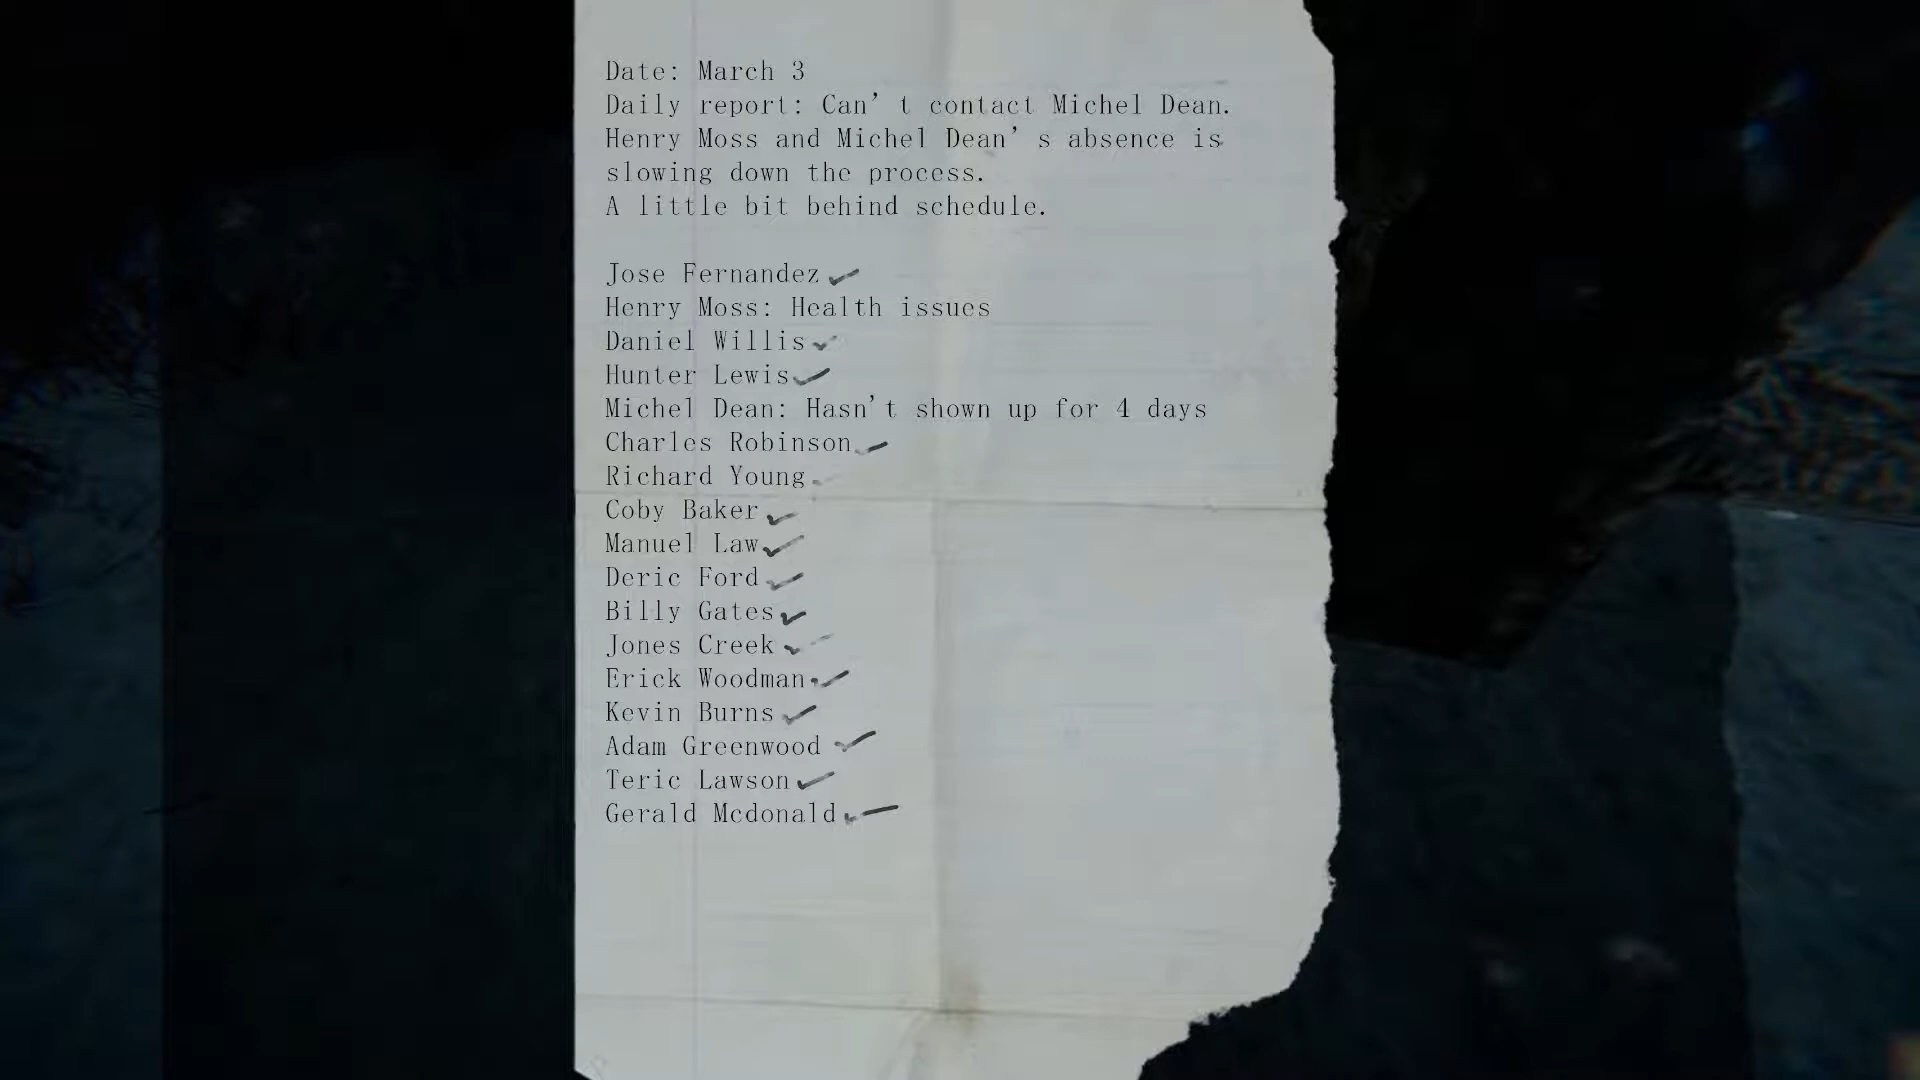 Date: March 3
Daily report: Can’t contact Michel Dean.
Henry Moss and Michel Dean’s absence is
slowing down the process.
A little bit behind schedule.
Jose Fernandez ✓
Henry Moss: Health issues
Daniel Willis ✓
Hunter Lewis ✓
Michel Dean: Hasn't shown up for 4 days
Charles Robinson ✓
Richard Young ✓
Coby Baker ✓
Manuel Law ✓
Deric Ford ✓
Billy Gates ✓
Jones Creek ✓
Erick Woodman ✓
Kevin Burns ✓
Adam Greenwood ✓
Teric Lawson ✓
Gerald Mcdonald ✓